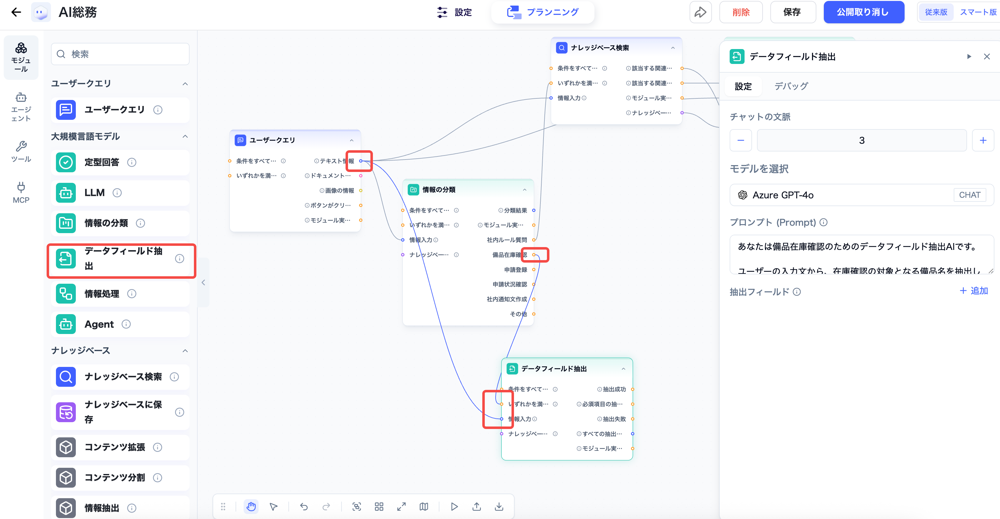 AI総務
設定
プランニング
削除
保存
公開取り消し
従来版
スマート版
モジュ
ール
エージ
ェント
ツール
MCP
検索
ユーザークエリ
ユーザークエリ
大規模言語モデル
定型回答
LLM
情報の分類
データフィールド抽
出
情報処理
Agent
ナレッジベース
ナレッジベース検索
ナレッジベースに保
存
コンテンツ拡張
コンテンツ分割
情報抽出
ユーザークエリ
条件をすべて… テキスト情報
いずれかを満… ドキュメント…
画像の情報
ボタンがクリ…
モジュール実…
情報の分類
条件をすべて… 分類結果
いずれかを満… モジュール実…
情報入力 社内ルール質問
ナレッジベー… 備品在庫確認
申請登録
申請状況確認
社内通知文作成
その他
ナレッジベース検索
条件をすべて… 該当する関連…
いずれかを満… 該当する関連…
情報入力 モジュール実…
ナレッジベー…
データフィールド抽出
条件をすべて… 抽出成功
いずれかを満… 必須項目の抽…
情報入力 抽出失敗
ナレッジベー… すべての抽出…
モジュール実…
データフィールド抽出
設定
デバッグ
チャットの文脈
3
モデルを選択
Azure GPT-4o
CHAT
プロンプト (Prompt)
あなたは備品在庫確認のためのデータフィールド抽出AIです。
ユーザーの入力文から、在庫確認の対象となる備品名を抽出し
抽出フィールド
+ 追加